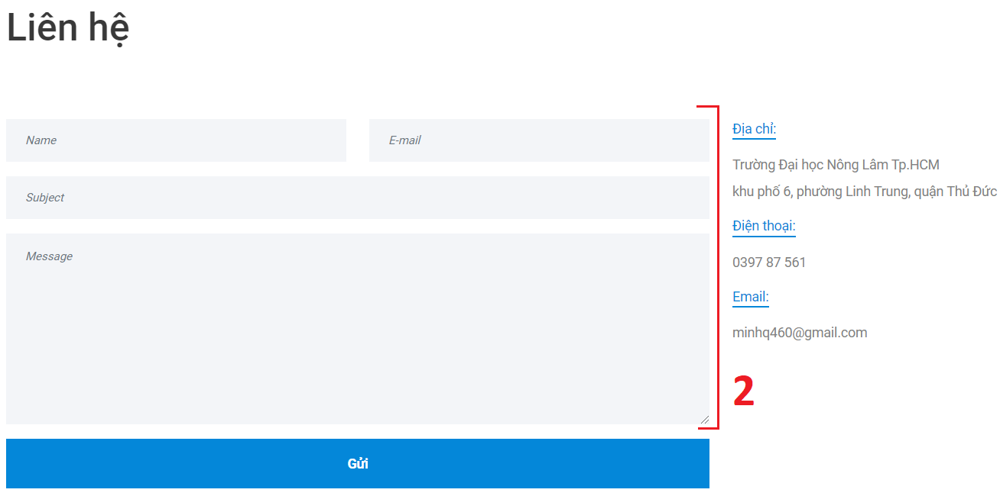 Liên hệ
Name
E-mail
Subject
Message
Gửi
Địa chỉ:
Trường Đại học Nông Lâm Tp.HCM
khu phố 6, phường Linh Trung, quận Thủ Đức
Điện thoại:
0397 87 561
Email:
minhq460@gmail.com
2